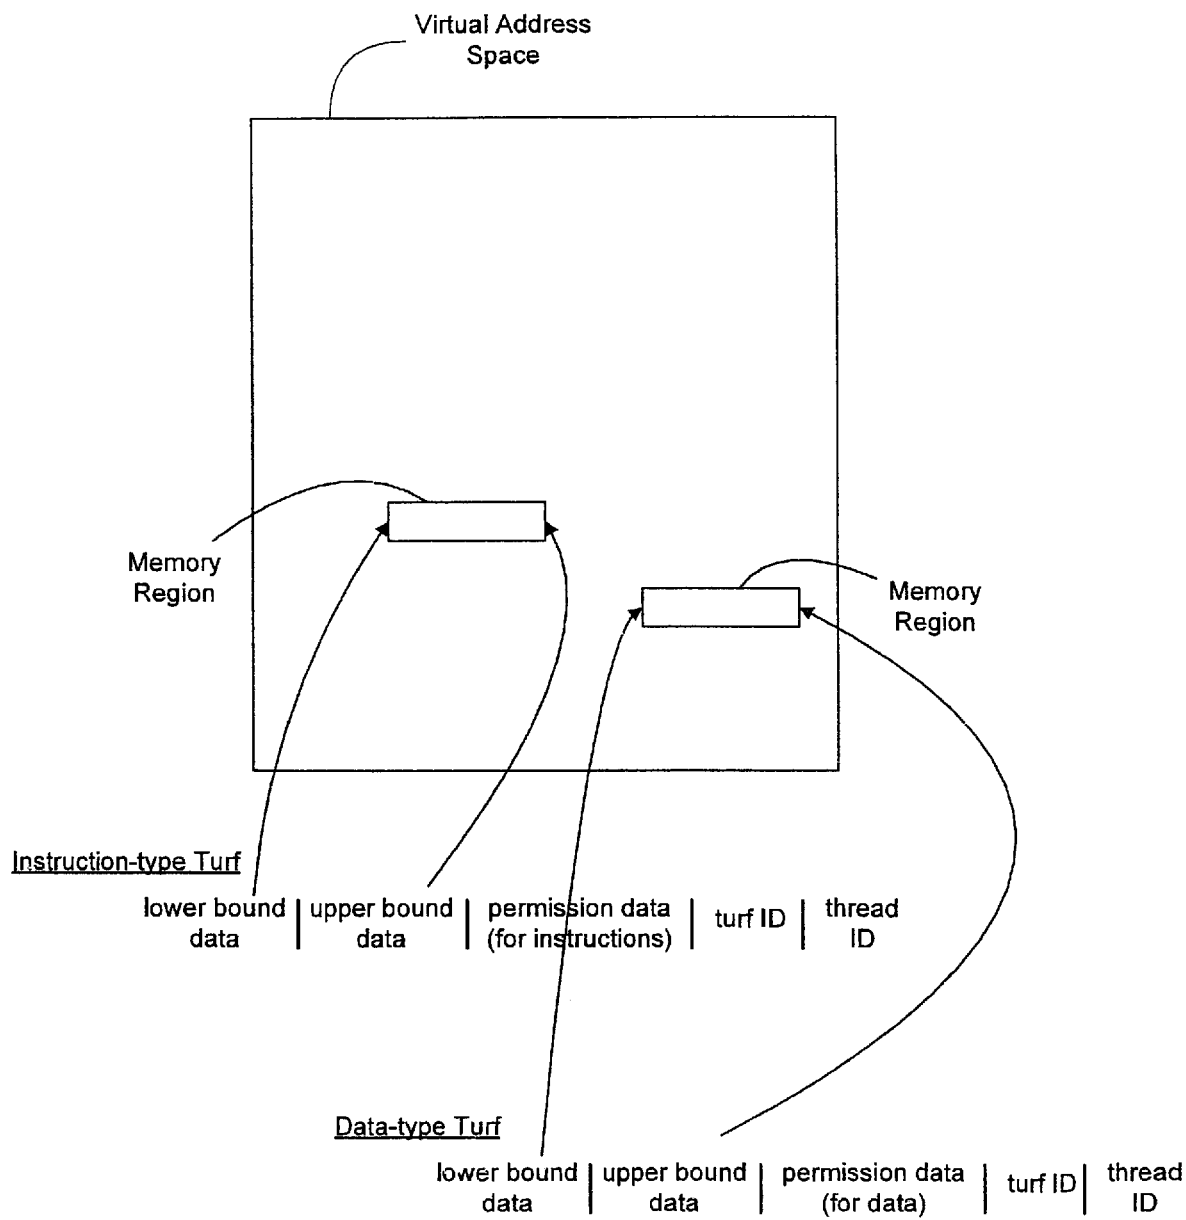 Virtual Address
Space
Memory
Region
Memory
Region
Instruction-type Turf
lower bound data | upper bound data | permission data (for instructions) | turf ID | thread ID
Data-type Turf
lower bound data | upper bound data | permission data (for data) | turf ID | thread ID